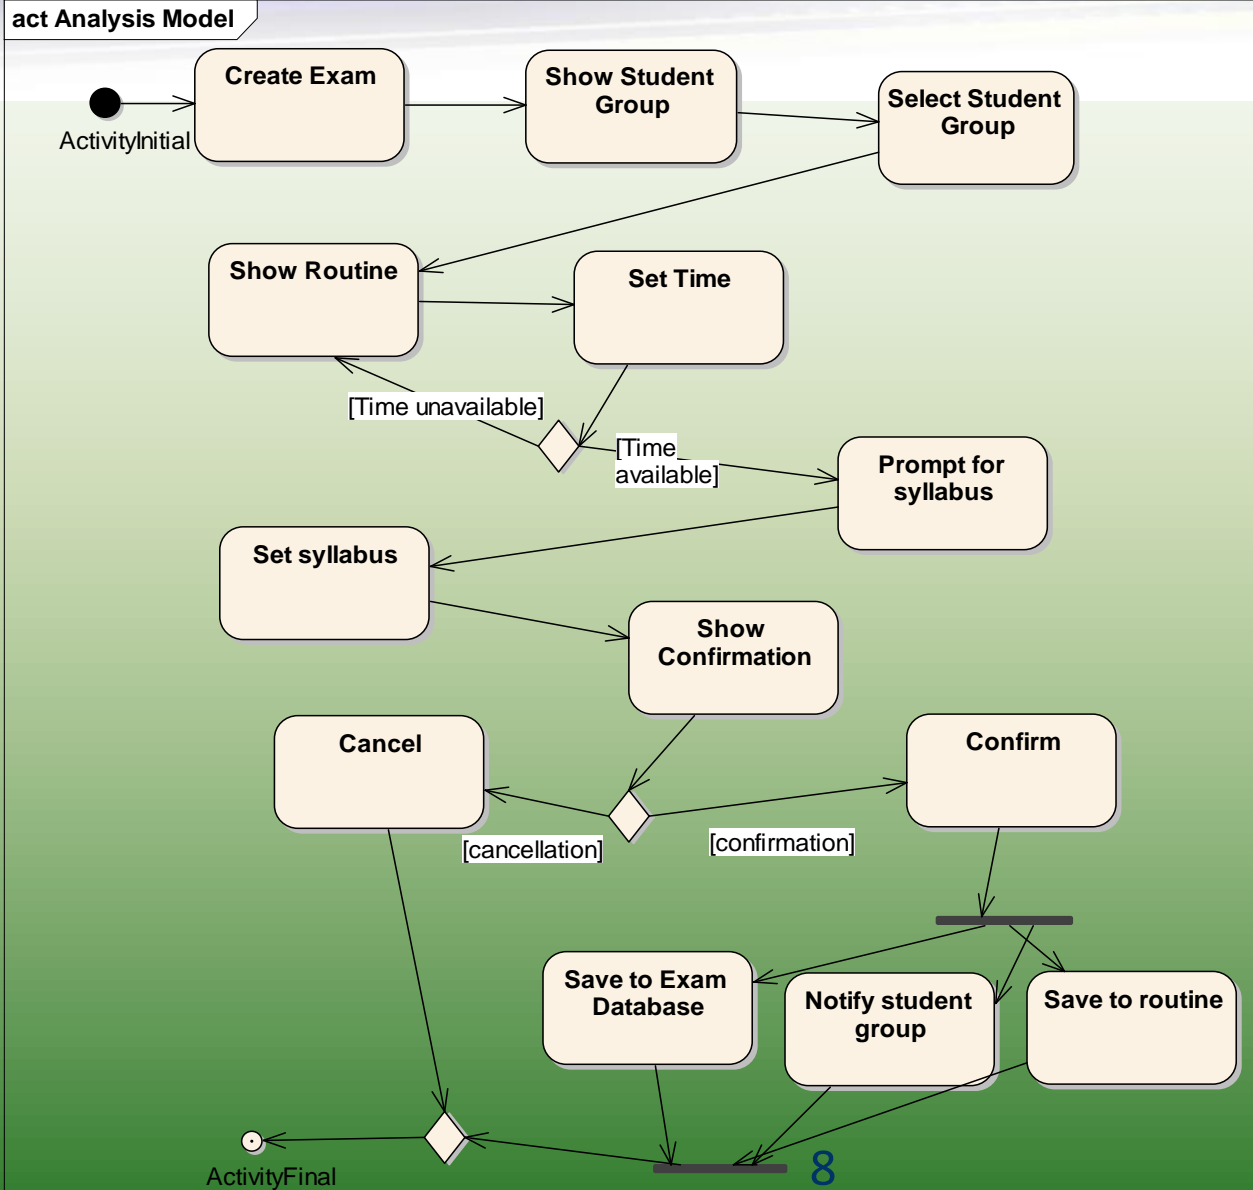 act Analysis Model
Create Exam
Show Student
Group
Select Student
Group
ActivityInitial
Show Routine
Set Time
[Time unavailable]
[Time
available]
Prompt for
syllabus
Set syllabus
Show
Confirmation
Cancel
Confirm
[cancellation]
[confirmation]
Save to Exam
Database
Notify student
group
Save to routine
ActivityFinal
8